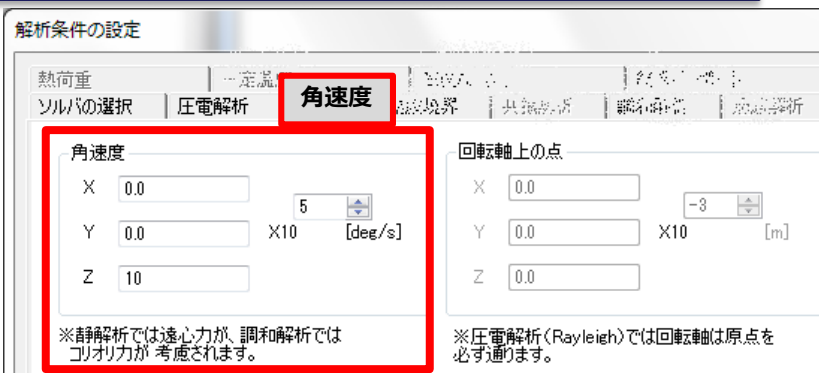 解析条件の設定
熱荷重
ソルバの選択 圧電解析 角速度
角速度 回転軸上の点
X 0.0 X 0.0
5 -3
Y 0.0 X10 [deg/s] Y 0.0 X10 [m]
Z 10 Z 0.0
※静解析では遠心力が、調和解析では
コリオリ力が 考慮されます。
※圧電解析(Rayleigh)では回転軸は原点を
必ず通ります。